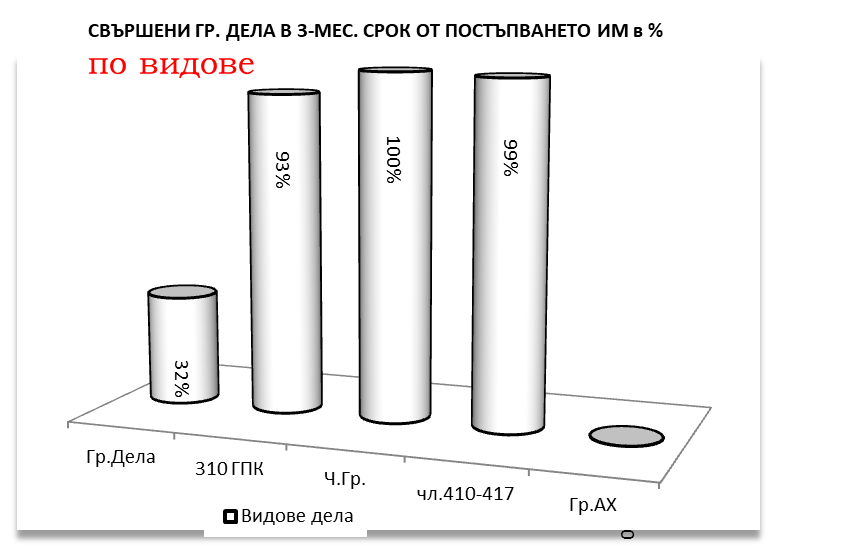 СВЪРШЕНИ ГР. ДЕЛА В 3-МЕС. СРОК ОТ ПОСТЪПВАНЕТО ИМ в %
по видове
32%
93%
100%
99%
0
Гр.Дела
310 ГПК
Ч.Гр.
чл.410-417
Гр.АХ
Видове дела